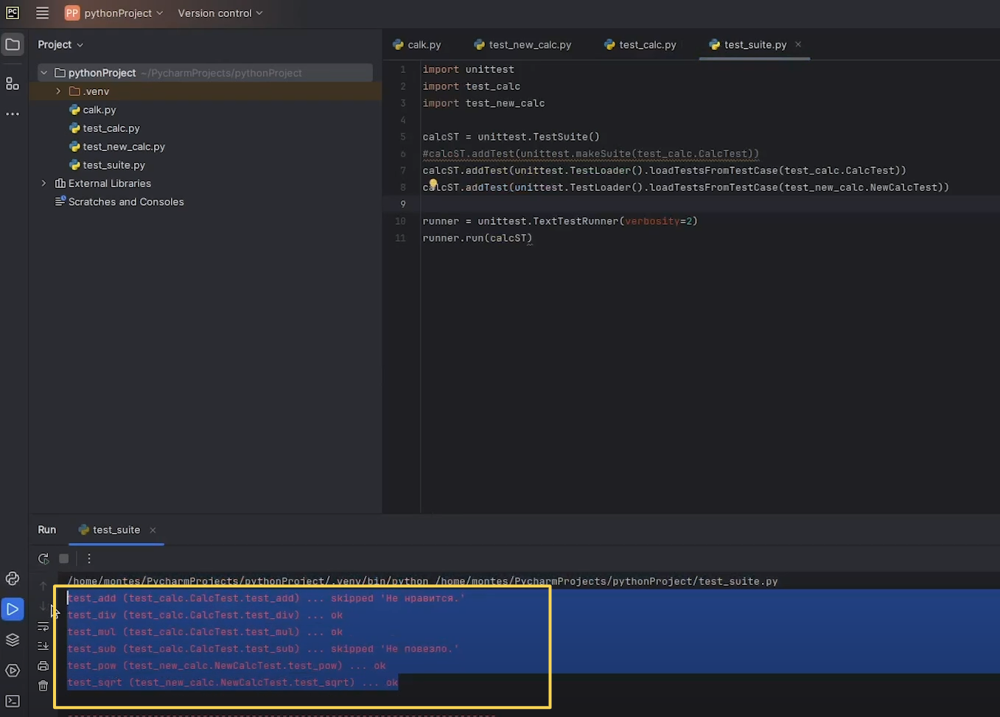 PC
PP pythonProject
Version control
Project
pythonProject ~/PycharmProjects/pythonProject
.venv
calk.py
test_calc.py
test_new_calc.py
test_suite.py
External Libraries
Scratches and Consoles
calk.py
test_new_calc.py
test_calc.py
test_suite.py
1 import unittest
2 import test_calc
3 import test_new_calc
4
5 calcST = unittest.TestSuite()
6 #calcST.addTest(unittest.makeSuite(test_calc.CalcTest))
7 calcST.addTest(unittest.TestLoader().loadTestsFromTestCase(test_calc.CalcTest))
8 calcST.addTest(unittest.TestLoader().loadTestsFromTestCase(test_new_calc.NewCalcTest))
9
10 runner = unittest.TextTestRunner(verbosity=2)
11 runner.run(calcST)
Run
test_suite
/home/montes/PycharmProjects/pythonProject/.venv/bin/python /home/montes/PycharmProjects/pythonProject/test_suite.py
test_add (test_calc.CalcTest.test_add) ... skipped 'Не нравится.'
test_div (test_calc.CalcTest.test_div) ... ok
test_mul (test_calc.CalcTest.test_mul) ... ok
test_sub (test_calc.CalcTest.test_sub) ... skipped 'Не повезло.'
test_pow (test_new_calc.NewCalcTest.test_pow) ... ok
test_sqrt (test_new_calc.NewCalcTest.test_sqrt) ... ok